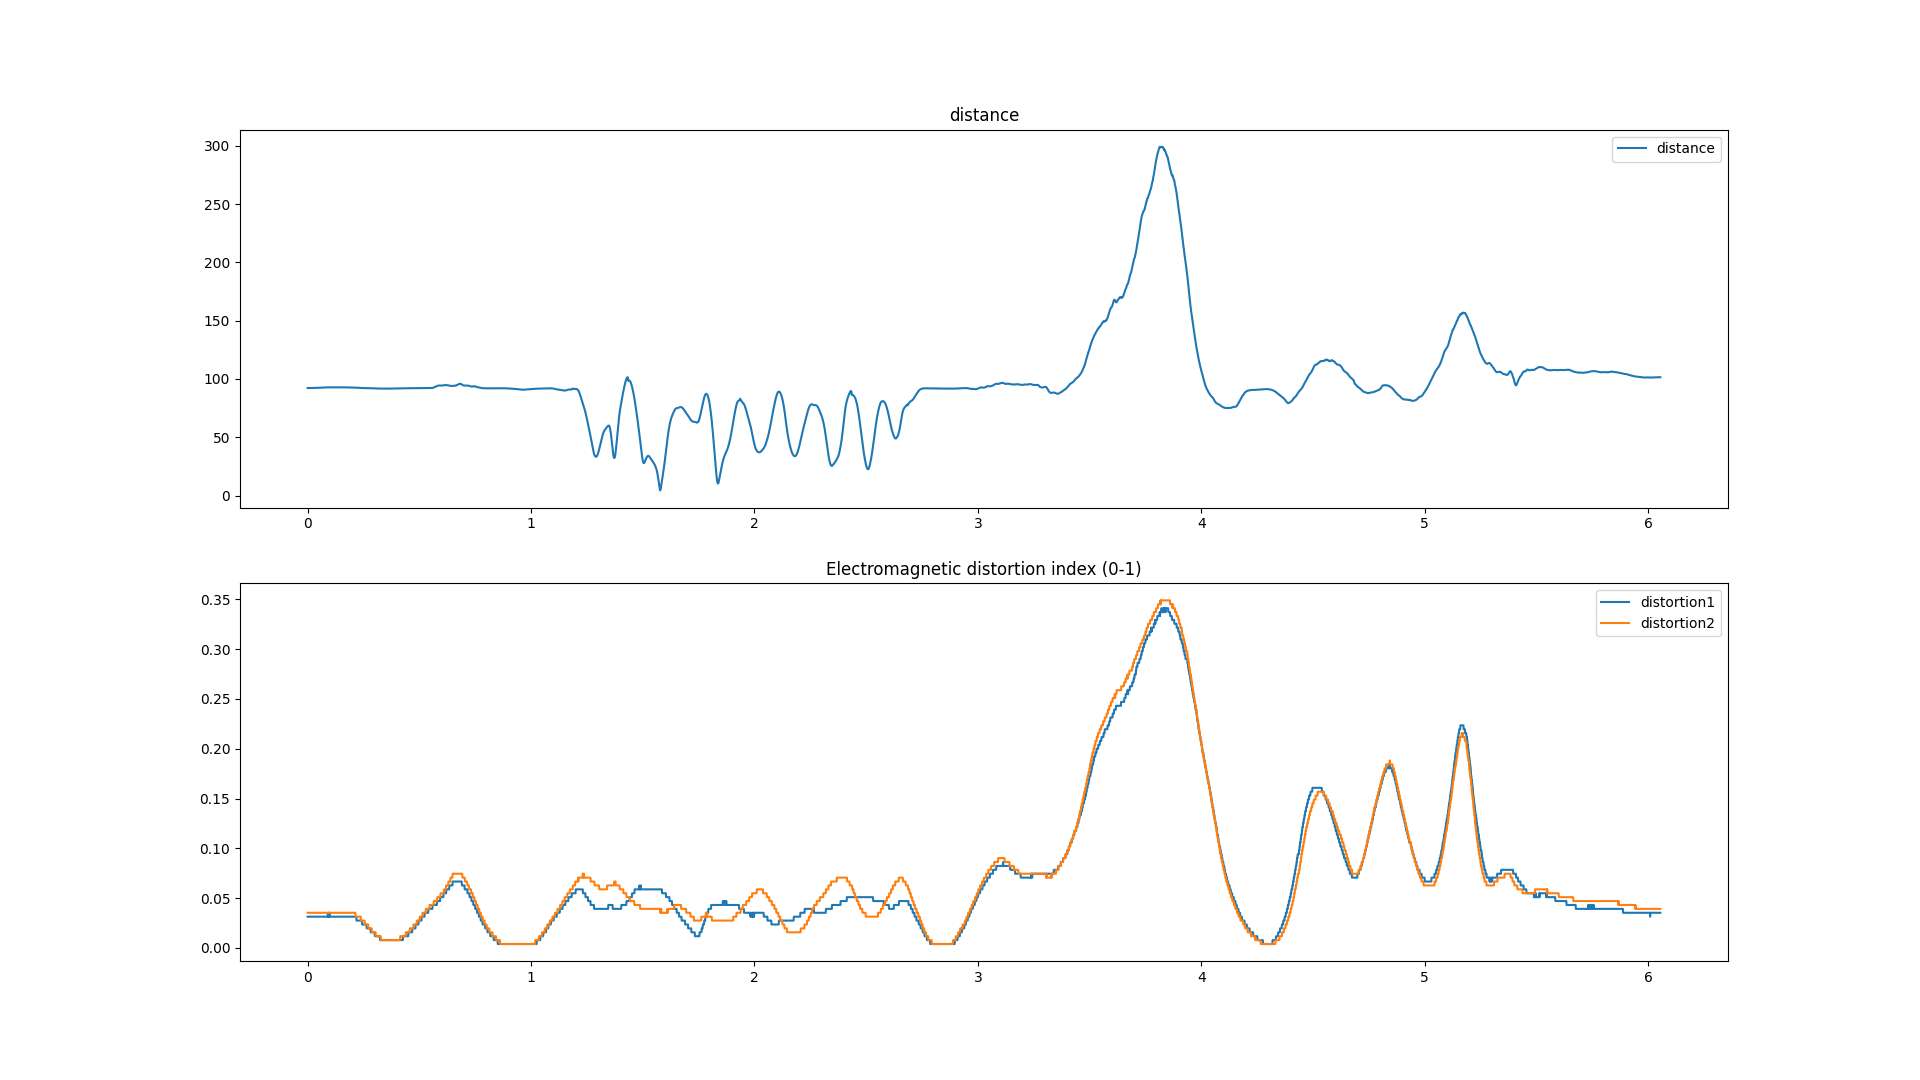 distance
300
250
200
150
100
50
0
distance
0 1 2 3 4 5 6
Electromagnetic distortion index (0-1)
0.35
0.30
0.25
0.20
0.15
0.10
0.05
0.00
distortion1
distortion2
0 1 2 3 4 5 6